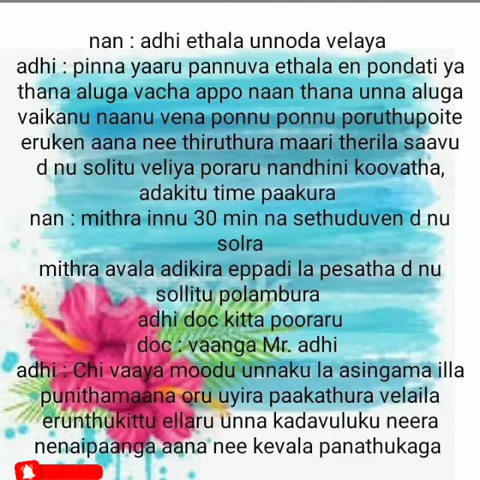 nan : adhi ethala unnoda velaya
adhi : pinna yaaru pannuva ethala en pondati ya
thana aluga vacha appo naan thana unna aluga
vaikanu naanu vena ponnu ponnu poruthupoite
eruken aana nee thiruthura maari therila saavu
d nu solitu veliya poraru nandhini koovatha,
adakitu time paakura
nan : mithra innu 30 min na sethuduven d nu
solra
mithra avala adikira eppadi la pesatha d nu
sollitu polambura
adhi doc kitta pooraru
doc : vaanga Mr. adhi
adhi : Chi vaaya moodu unnaku la asingama illa
punithamaana oru uyira paakathura velaila
erunthukittu ellaru unna kadavuluku neera
nenaipaanga aana nee kevala panathukaga